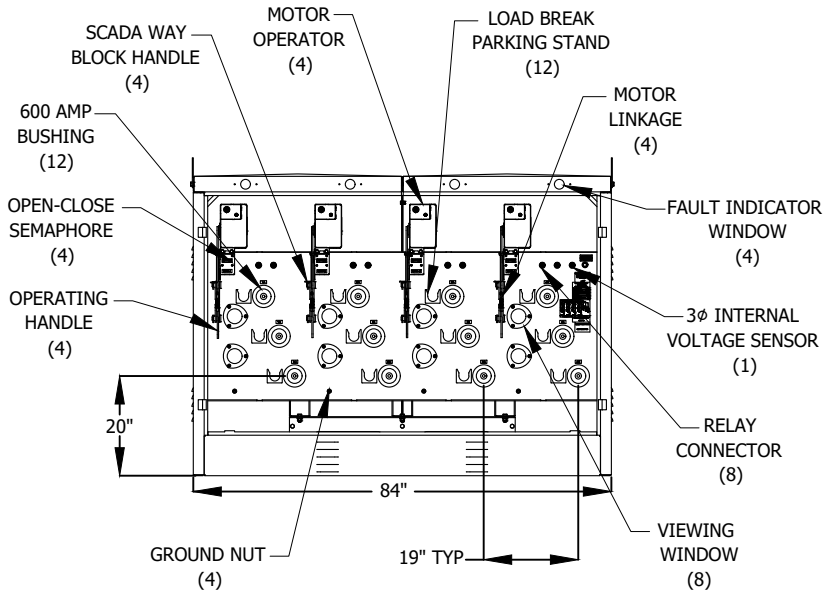 SCADA WAY
BLOCK HANDLE
(4)
MOTOR
OPERATOR
(4)
LOAD BREAK
PARKING STAND
(12)
600 AMP
BUSHING
(12)
MOTOR
LINKAGE
(4)
OPEN-CLOSE
SEMAPHORE
(4)
FAULT INDICATOR
WINDOW
(4)
OPERATING
HANDLE
(4)
3ø INTERNAL
VOLTAGE SENSOR
(1)
20"
RELAY
CONNECTOR
(8)
84"
GROUND NUT
(4)
19" TYP
VIEWING
WINDOW
(8)